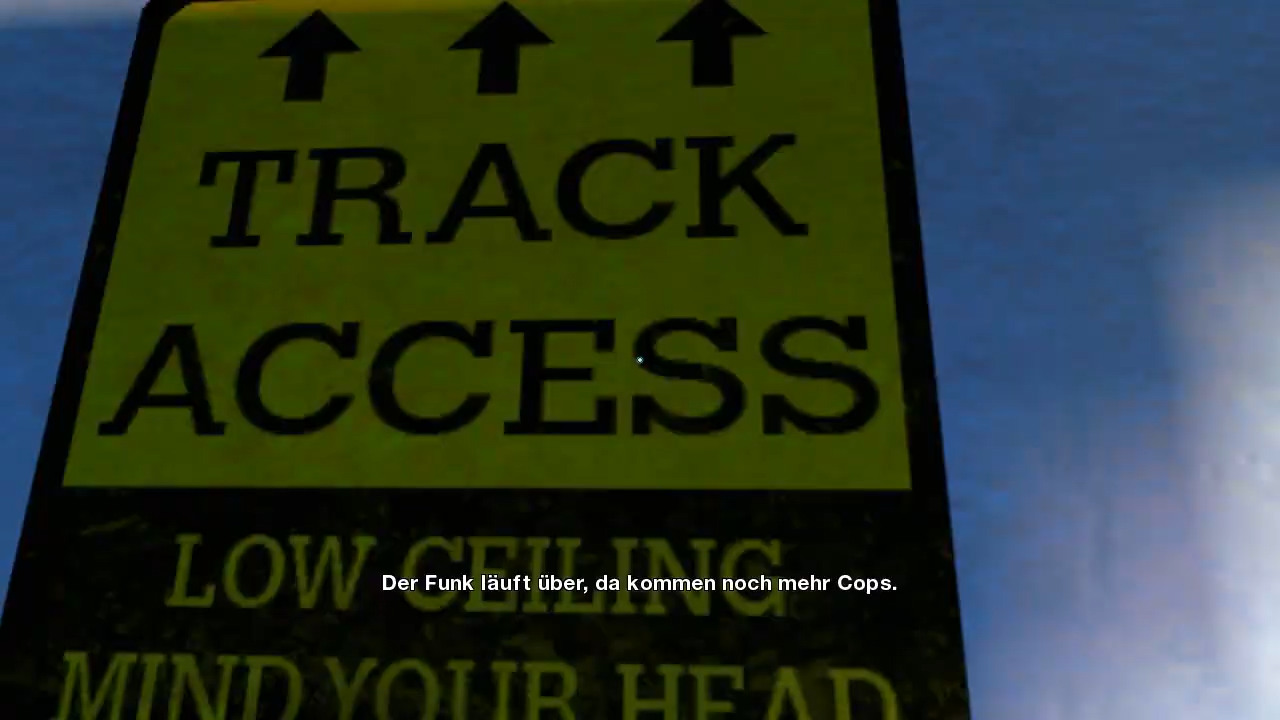 TRACK
ACCESS
LOW CEILING
Der Funk läuft über, da kommen noch mehr Cops.
MIND YOUR HEAD